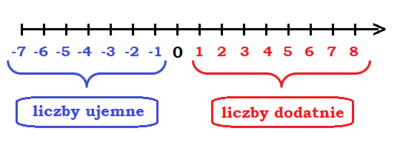 -7 -6 -5 -4 -3 -2 -1 0 1 2 3 4 5 6 7 8
liczby ujemne liczby dodatnie